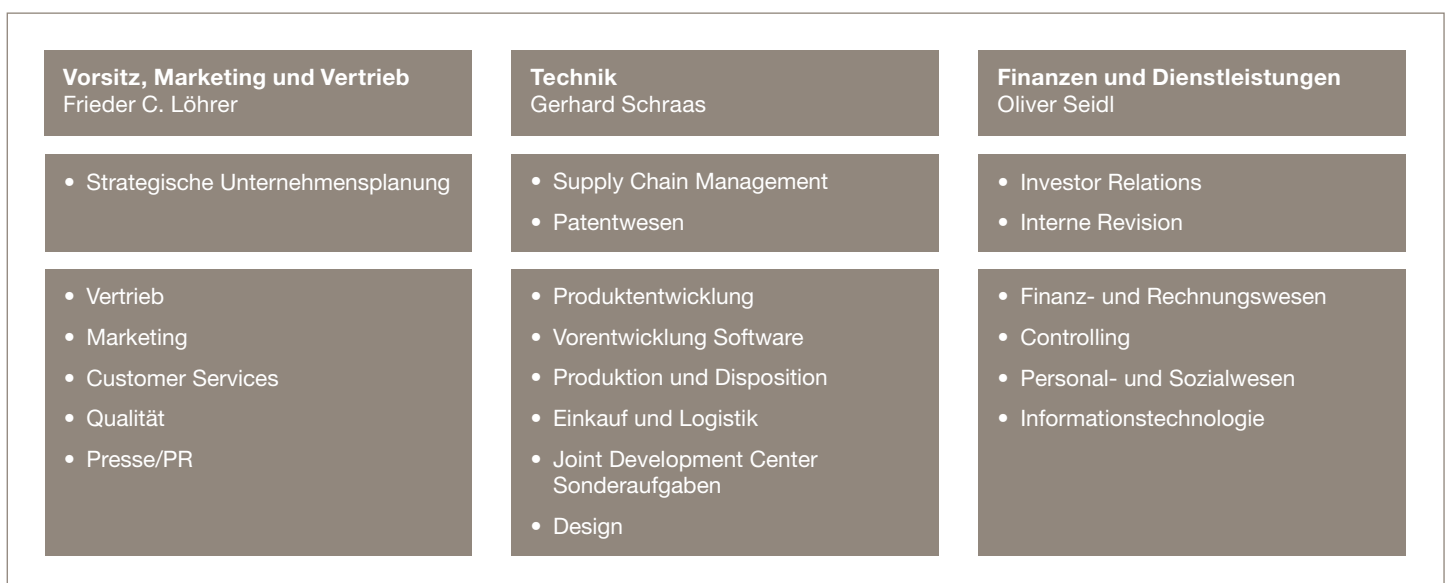 Vorsitz, Marketing und Vertrieb
Frieder C. Löhrer
• Strategische Unternehmensplanung
• Vertrieb
• Marketing
• Customer Services
• Qualität
• Presse/PR
Technik
Gerhard Schraas
• Supply Chain Management
• Patentwesen
• Produktentwicklung
• Vorentwicklung Software
• Produktion und Disposition
• Einkauf und Logistik
• Joint Development Center
Sonderaufgaben
• Design
Finanzen und Dienstleistungen
Oliver Seidl
• Investor Relations
• Interne Revision
• Finanz- und Rechnungswesen
• Controlling
• Personal- und Sozialwesen
• Informationstechnologie